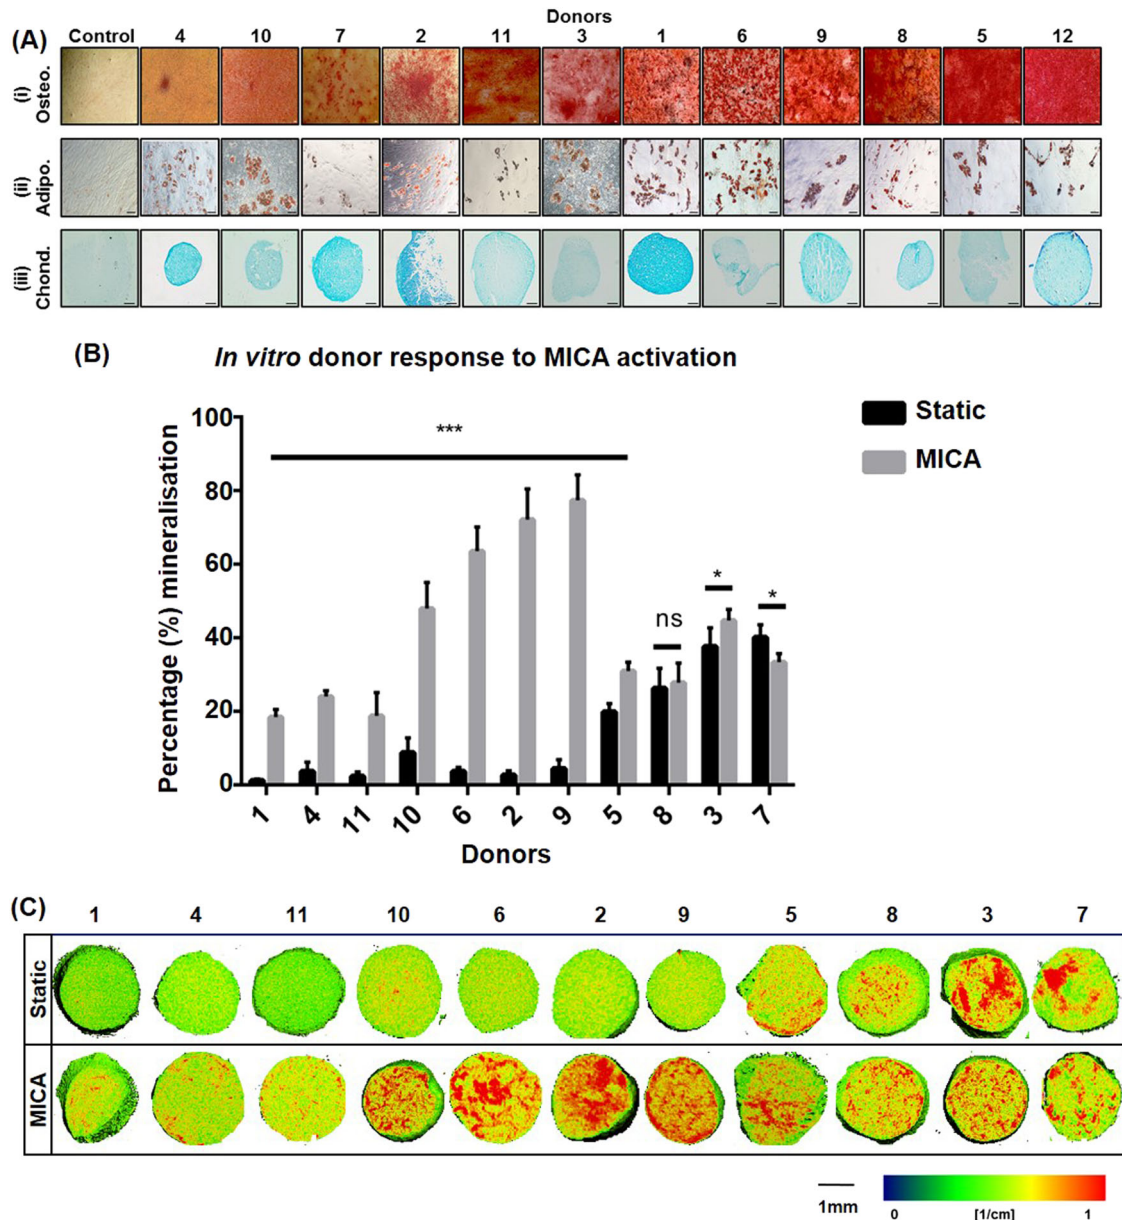 Donors
(A) Control 4 10 7 2 11 3 1 6 9 8 5 12
(i) Osteo.
(ii) Adipo.
(iii) Chond.
(B) In vitro donor response to MICA activation
Static
MICA
Percentage (%) mineralisation
100
80
60
40
20
0
***
ns
*
*
1 4 11 10 6 2 9 5 8 3 7
Donors
(C) 1 4 11 10 6 2 9 5 8 3 7
Static
MICA
1mm
0 [1/cm] 1